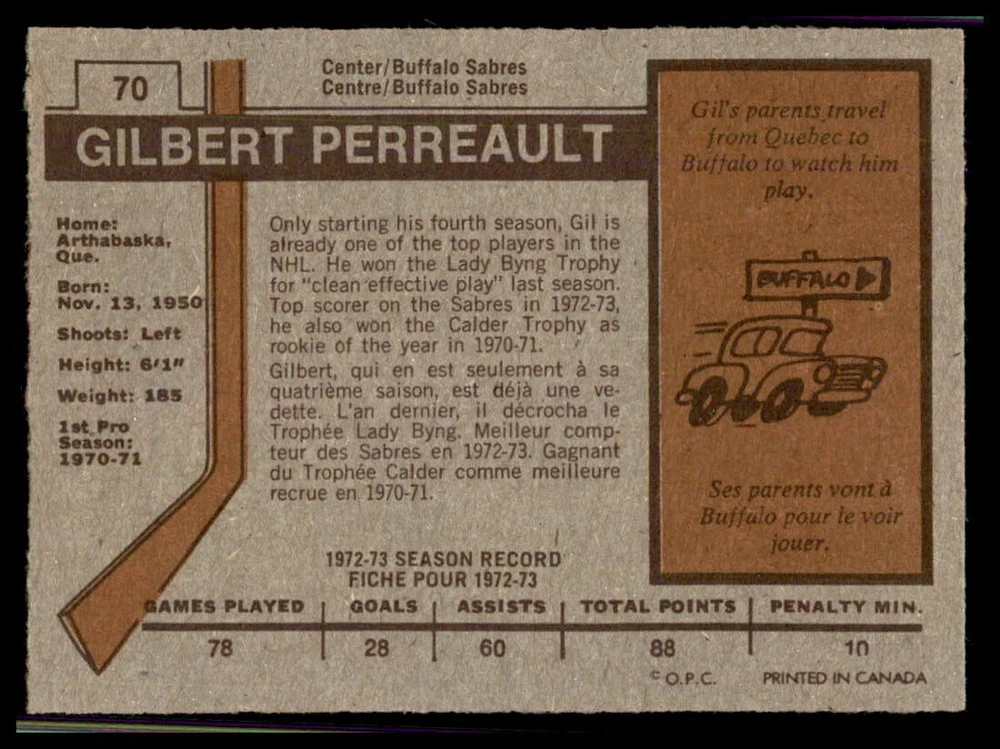 70
Center/Buffalo Sabres
Centre/Buffalo Sabres
GILBERT PERREAULT
Home:
Arthabaska,
Que.
Born:
Nov. 13, 1950
Shoots: Left
Height: 6'1"
Weight: 185
1st Pro
Season:
1970-71
Only starting his fourth season, Gil is
already one of the top players in the
NHL. He won the Lady Byng Trophy
for "clean effective play" last season.
Top scorer on the Sabres in 1972-73,
he also won the Calder Trophy as
rookie of the year in 1970-71.
Gilbert, qui en est seulement à sa
quatrième saison, est déjà une ve-
dette. L'an dernier, il décrocha le
Trophée Lady Byng. Meilleur comp-
teur des Sabres en 1972-73. Gagnant
du Trophée Calder comme meilleure
recrue en 1970-71.
Gil's parents travel
from Quebec to
Buffalo to watch him
play.
BUFFALO
Ses parents vont à
Buffalo pour le voir
jouer.
1972-73 SEASON RECORD
FICHE POUR 1972-73
GAMES PLAYED GOALS ASSISTS TOTAL POINTS PENALTY MIN.
78 28 60 88 10
© O.P.C. PRINTED IN CANADA